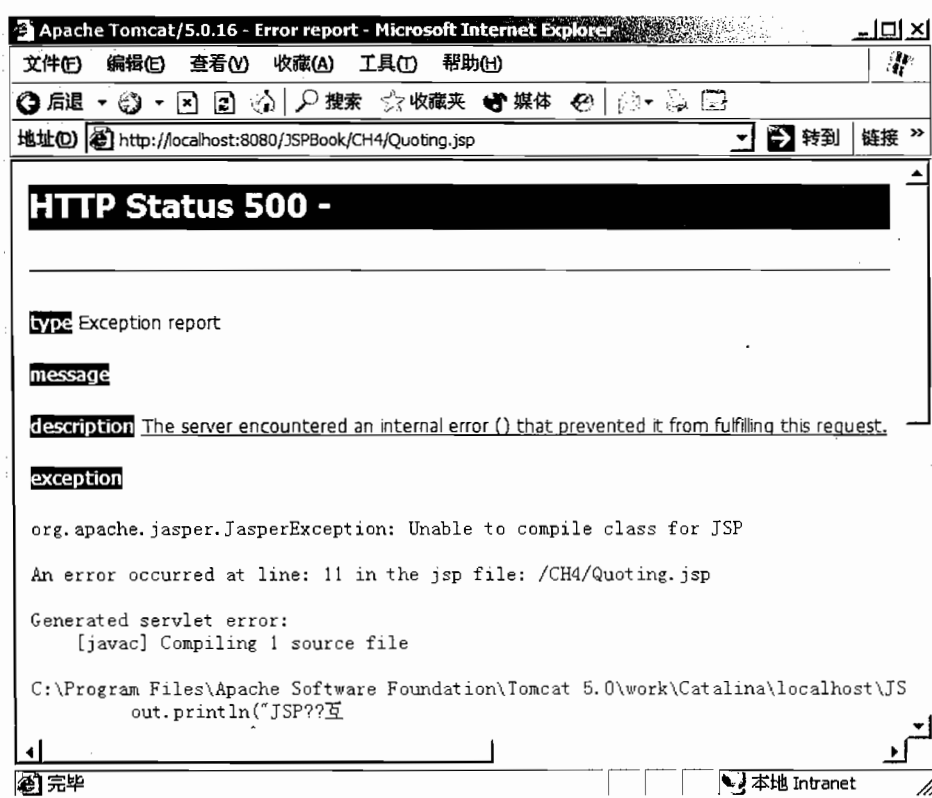 Apache Tomcat/5.0.16 - Error report - Microsoft Internet Explorer
文件(F) 编辑(E) 查看(V) 收藏(A) 工具(T) 帮助(H)
后退 搜索 收藏夹 媒体
地址(D) http://localhost:8080/JSPBook/CH4/Quoting.jsp 转到 链接 »
HTTP Status 500 -
type Exception report
message
description The server encountered an internal error () that prevented it from fulfilling this request.
exception
org.apache.jasper.JasperException: Unable to compile class for JSP
An error occurred at line: 11 in the jsp file: /CH4/Quoting.jsp
Generated servlet error:
[javac] Compiling 1 source file
C:\Program Files\Apache Software Foundation\Tomcat 5.0\work\Catalina\localhost\JS
out.println("JSP??互
^
完毕 本地 Intranet